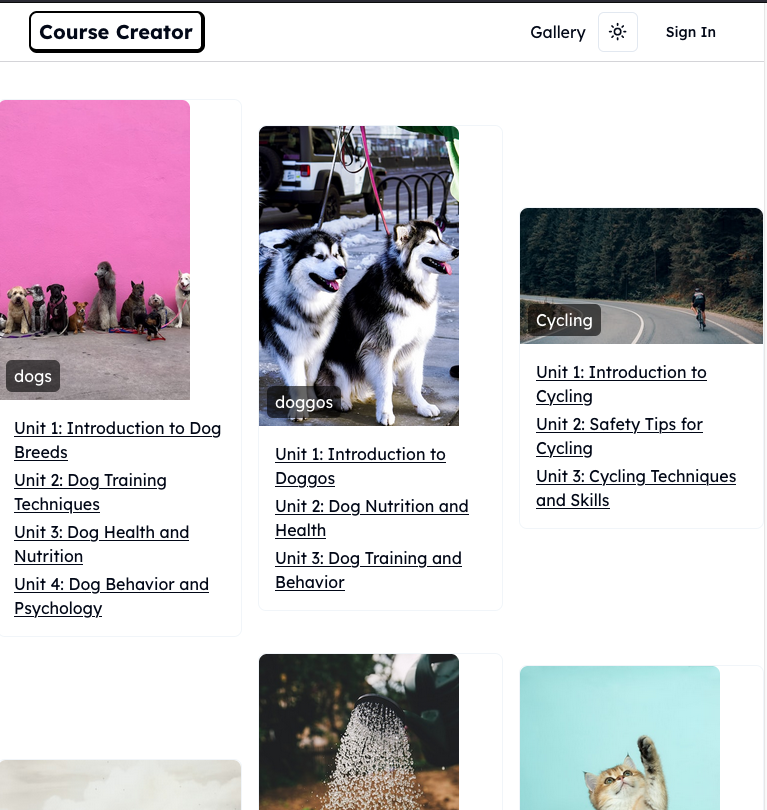 Course Creator
Gallery
Sign In
dogs
Unit 1: Introduction to Dog
Breeds
Unit 2: Dog Training
Techniques
Unit 3: Dog Health and
Nutrition
Unit 4: Dog Behavior and
Psychology
doggos
Unit 1: Introduction to
Doggos
Unit 2: Dog Nutrition and
Health
Unit 3: Dog Training and
Behavior
Cycling
Unit 1: Introduction to
Cycling
Unit 2: Safety Tips for
Cycling
Unit 3: Cycling Techniques
and Skills